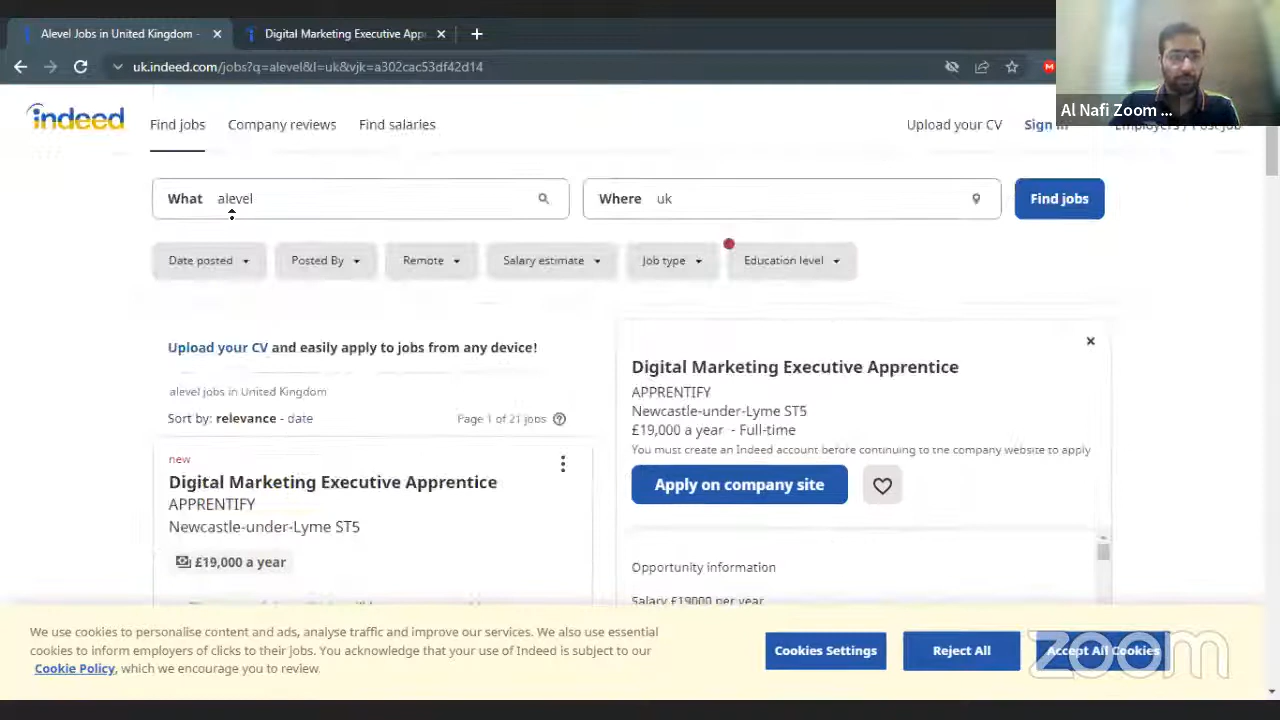 Alevel Jobs in United Kingdom -
Digital Marketing Executive App
uk.indeed.com/jobs?q=alevel&l=uk&vjk=a302cac53df42d14
Al Nafi Zoom ...
indeed
Find jobs
Company reviews
Find salaries
Upload your CV
Sign in
Employers / Post Job
What alevel
Where uk
Find jobs
Date posted
Posted By
Remote
Salary estimate
Job type
Education level
Upload your CV and easily apply to jobs from any device!
alevel jobs in United Kingdom
Sort by: relevance - date
Page 1 of 21 jobs
new
Digital Marketing Executive Apprentice
APPRENTIFY
Newcastle-under-Lyme ST5
£19,000 a year
Digital Marketing Executive Apprentice
APPRENTIFY
Newcastle-under-Lyme ST5
£19,000 a year - Full-time
You must create an Indeed account before continuing to the company website to apply
Apply on company site
Opportunity information
Salary £19000 per year
We use cookies to personalise content and ads, analyse traffic and improve our services. We also use essential
cookies to inform employers of clicks to their jobs. You acknowledge that your use of Indeed is subject to our
Cookie Policy, which we encourage you to review.
Cookies Settings
Reject All
Accept All Cookies
zoom